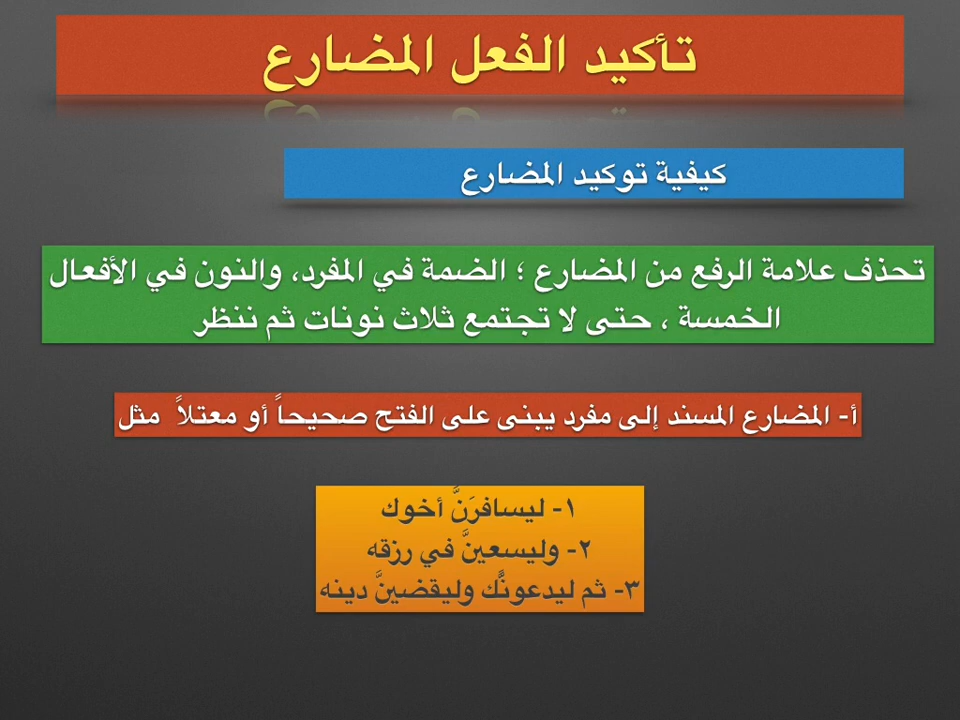 تأكيد الفعل المضارع
كيفية توكيد المضارع
تحذف علامة الرفع من المضارع ؛ الضمة في المفرد، والنون في الأفعال
الخمسة ، حتى لا تجتمع ثلاث نونات ثم ننظر
أ- المضارع المسند إلى مفرد يبنى على الفتح صحيحاً أو معتلاً مثل
١- ليسافرَنَّ أخوك
٢- وليسعينَّ في رزقه
٣- ثم ليدعونَّك وليقضينَّ دينه